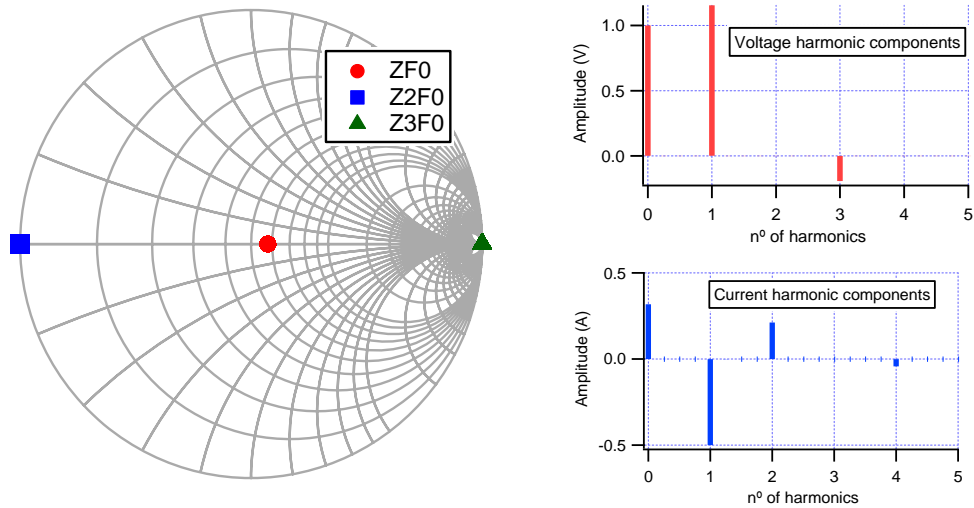 ZF0
Z2F0
Z3F0
Voltage harmonic components
Amplitude (V)
1.0
0.5
0.0
0 1 2 3 4 5
nº of harmonics
Current harmonic components
Amplitude (A)
0.5
0.0
-0.5
0 1 2 3 4 5
nº of harmonics